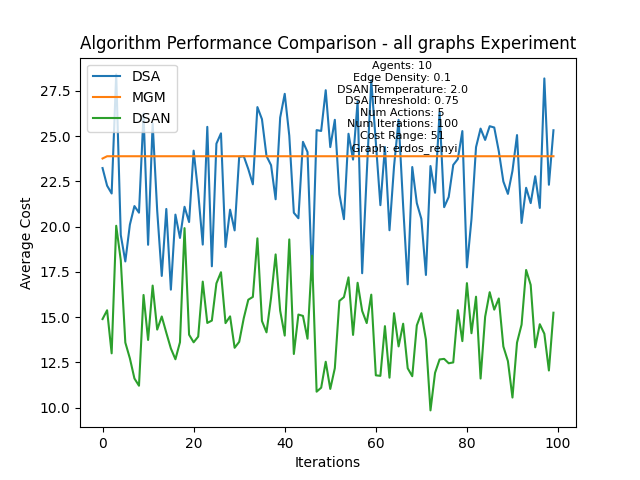 Algorithm Performance Comparison - all graphs Experiment
DSA
MGM
DSAN
Agents: 10
Edge Density: 0.1
DSAN Temperature: 2.0
DSA Threshold: 0.75
Num Actions: 5
Num Iterations: 100
Cost Range: 51
Graph: erdos_renyi
Average Cost
27.5
25.0
22.5
20.0
17.5
15.0
12.5
10.0
0 20 40 60 80 100
Iterations